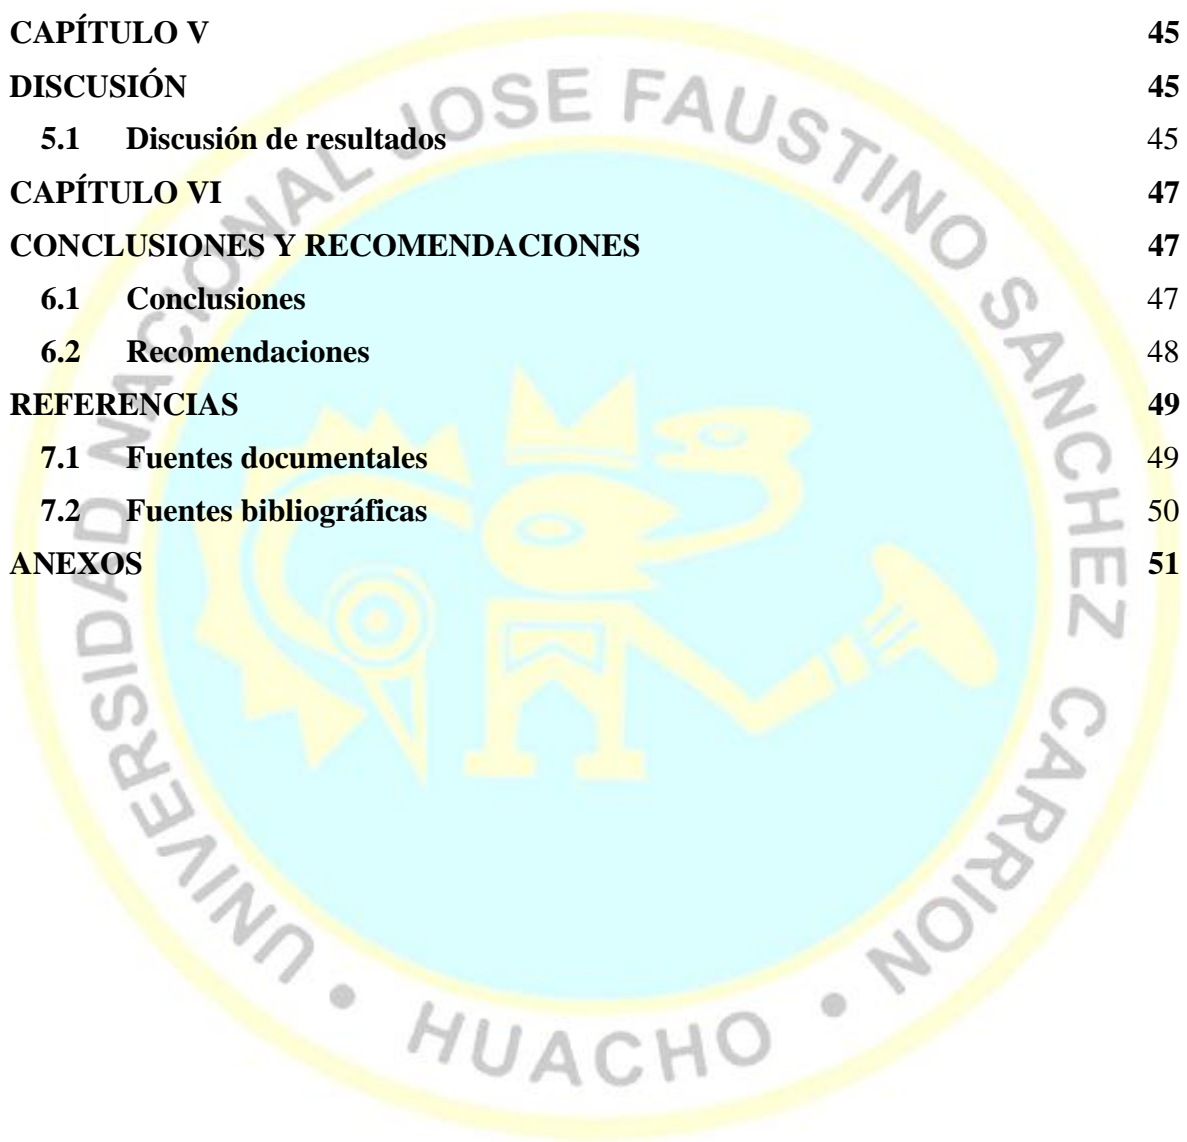 CAPÍTULO V 45
DISCUSIÓN 45
5.1 Discusión de resultados 45
CAPÍTULO VI 47
CONCLUSIONES Y RECOMENDACIONES 47
6.1 Conclusiones 47
6.2 Recomendaciones 48
REFERENCIAS 49
7.1 Fuentes documentales 49
7.2 Fuentes bibliográficas 50
ANEXOS 51
UNIVERSIDAD NACIONAL JOSE FAUSTINO SANCHEZ CARRION • HUACHO •